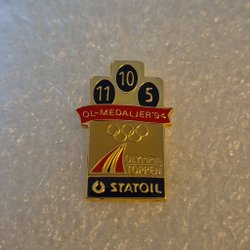 10
11 5
OL-MEDALJER'94
OLYMPIA
TOPPEN
STATOIL